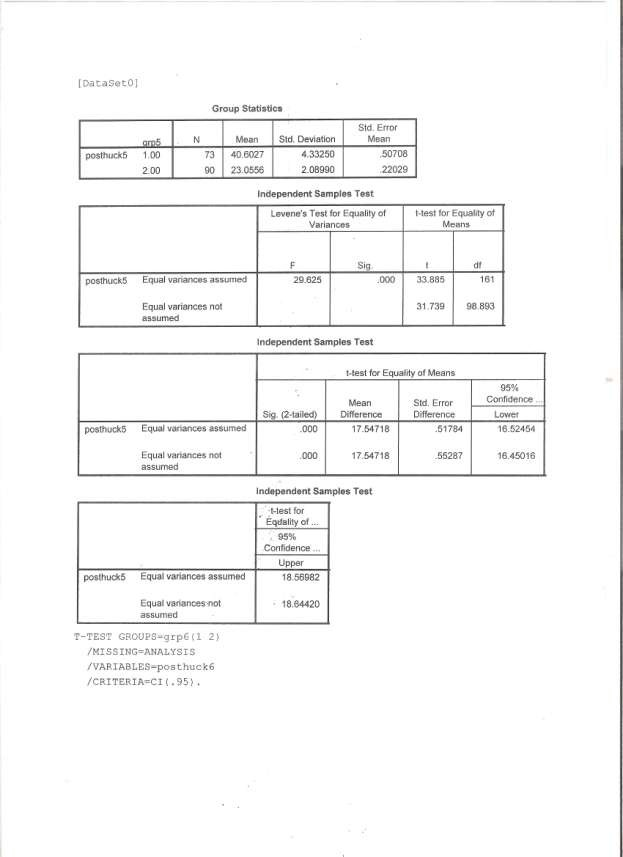 [DataSet0]
Group Statistics
grp5 N Mean Std. Deviation Std. Error Mean
posthuck5 1.00 73 40.6027 4.33250 .50708
2.00 90 23.0556 2.08990 .22029
Independent Samples Test
Levene's Test for Equality of Variances t-test for Equality of Means
F Sig. t df
posthuck5 Equal variances assumed 29.625 .000 33.885 161
Equal variances not assumed 31.739 98.893
Independent Samples Test
t-test for Equality of Means
Sig. (2-tailed) Mean Difference Std. Error Difference 95% Confidence ... Lower
posthuck5 Equal variances assumed .000 17.54718 .51784 16.52454
Equal variances not assumed .000 17.54718 .55287 16.45016
Independent Samples Test
t-test for Equality of ...
95% Confidence ...
Upper
posthuck5 Equal variances assumed 18.56982
Equal variances not assumed 18.64420
T-TEST GROUPS=grp6(1 2)
/MISSING=ANALYSIS
/VARIABLES=posthuck6
/CRITERIA=CI(.95).